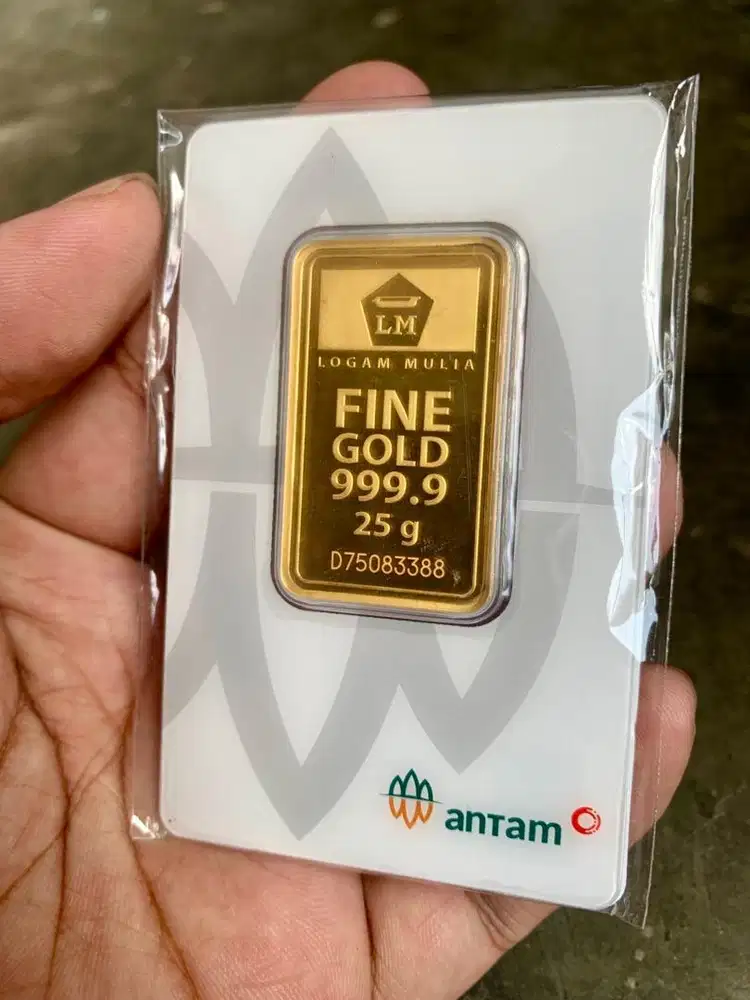 LM
LOGAM MULIA
FINE
GOLD
999.9
25 g
D75083388
antam